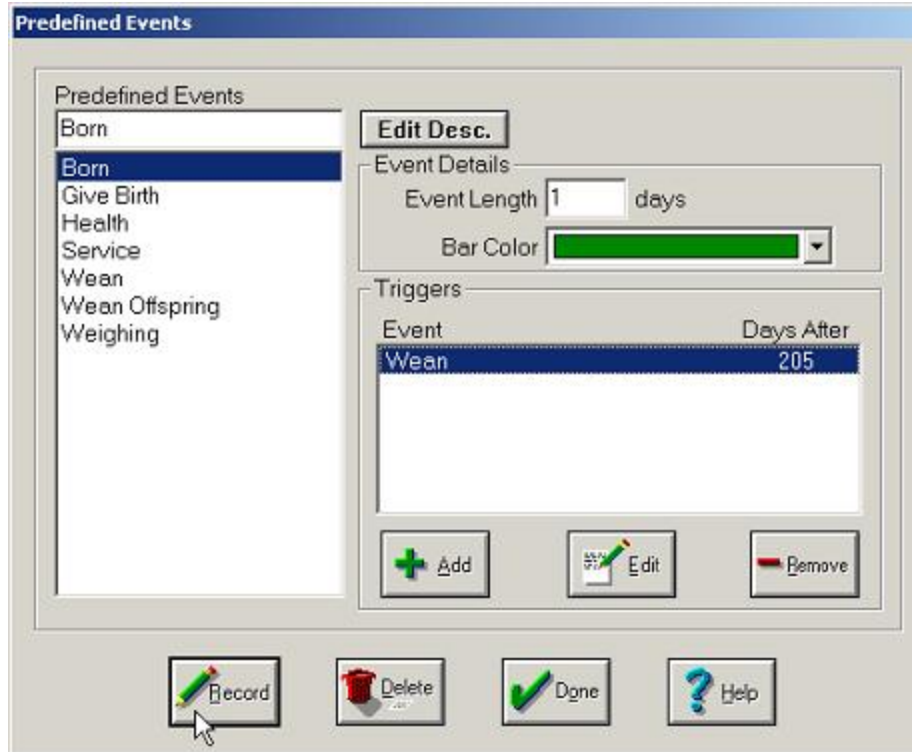 Predefined Events
Predefined Events
Born
Edit Desc.
Born
Give Birth
Health
Service
Wean
Wean Offspring
Weighing
Event Details
Event Length 1 days
Bar Color
Triggers
Event Days After
Wean 205
Add Edit Remove
Record Delete Done Help